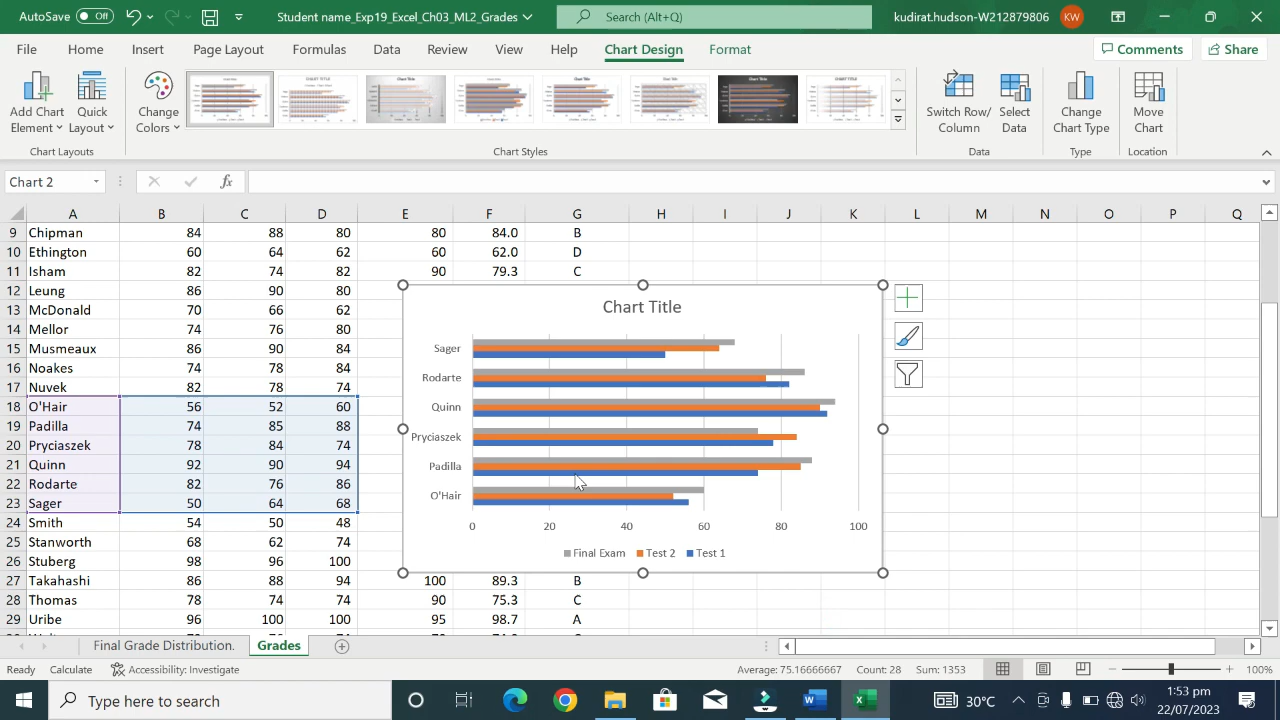 AutoSave Off Student name_Exp19_Excel_Ch03_ML2_Grades Search (Alt+Q) kudirat.hudson-W212879806 KW
File Home Insert Page Layout Formulas Data Review View Help Chart Design Format Comments Share
Add Chart Element Quick Layout Change Colors Switch Row/ Column Select Data Change Chart Type Move Chart
Chart Layouts Chart Styles Data Type Location
Chart 2 fx
A B C D E F G H I J K L M N O P Q
9 Chipman 84 88 80 80 84.0 B
10 Ethington 60 64 62 60 62.0 D
11 Isham 82 74 82 90 79.3 C
12 Leung 86 90 80
13 McDonald 70 66 62
14 Mellor 74 76 80
15 Musmeaux 86 90 84
16 Noakes 74 78 84
17 Nuvek 82 78 74
18 O'Hair 56 52 60
19 Padilla 74 85 88
20 Pryciaszek 78 84 74
21 Quinn 92 90 94
22 Rodarte 82 76 86
23 Sager 50 64 68
24 Smith 54 50 48
25 Stanworth 68 62 74
26 Stuberg 98 96 100
27 Takahashi 86 88 94 100 89.3 B
28 Thomas 78 74 74 90 75.3 C
29 Uribe 96 100 100 95 98.7 A
Chart Title
Sager
Rodarte
Quinn
Pryciaszek
Padilla
O'Hair
0 20 40 60 80 100
Final Exam Test 2 Test 1
Final Grade Distribution. Grades
Ready Calculate Accessibility: Investigate Average: 75.16666667 Count: 28 Sum: 1353 100%
Type here to search 30°C 1:53 pm
22/07/2023